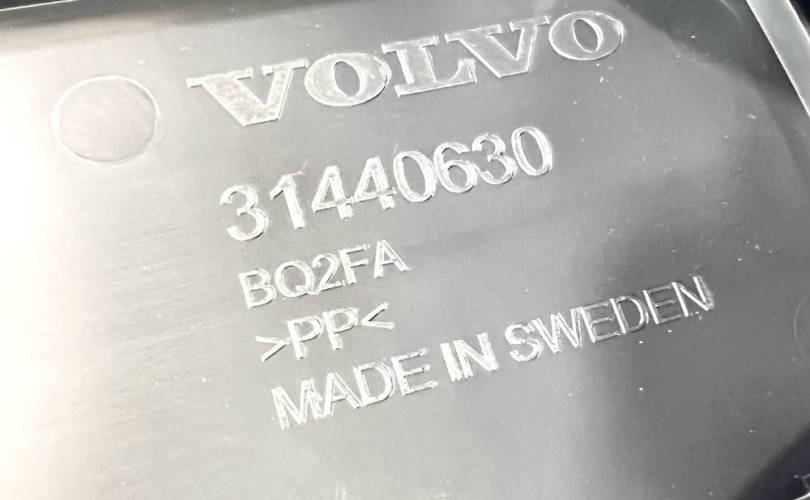 VOLVO
31440630
BQ2FA
>PP<
MADE IN SWEDEN